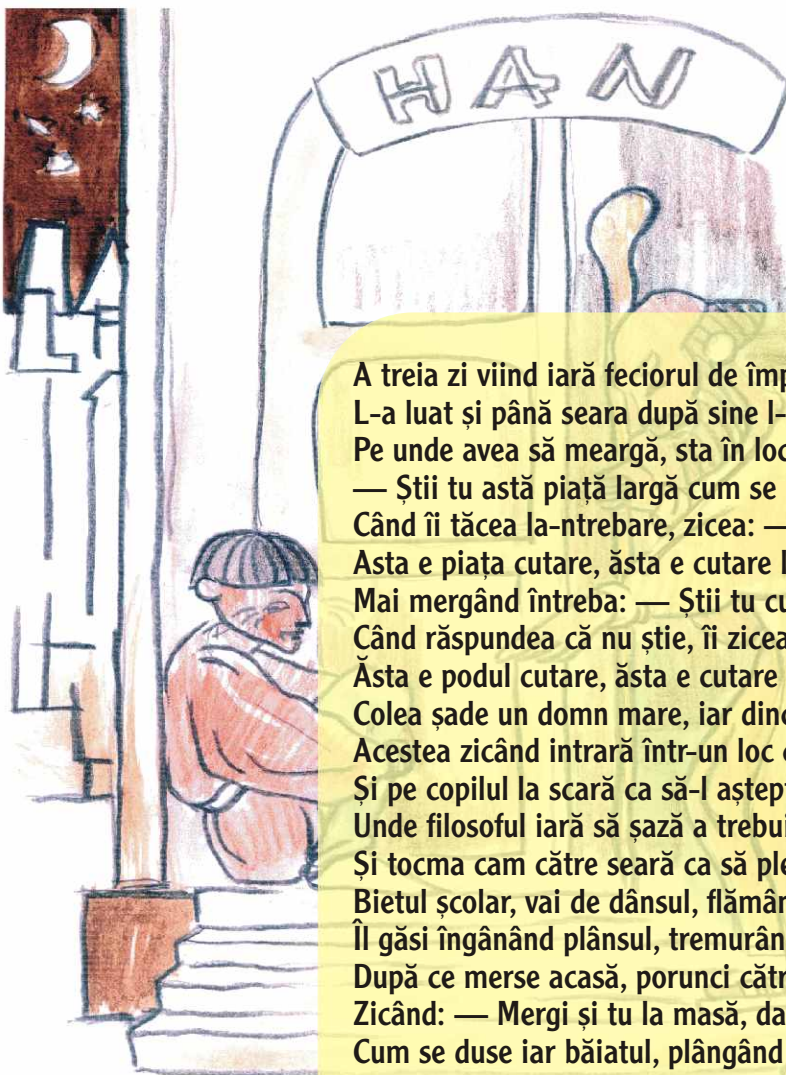 HAN
A treia zi viind iară feciorul de împ
L-a luat și până seara după sine l-
Pe unde avea să meargă, sta în loc
— Știi tu astă piață largă cum se
Când îi tăcea la-ntrebare, zicea: —
Asta e piața cutare, ăsta e cutare
Mai mergând întreba: — Știi tu cu
Când răspundea că nu știe, îi zicea
Ăsta e podul cutare, ăsta e cutare
Colea șade un domn mare, iar dinc
Acestea zicând intrară într-un loc
Și pe copilul la scară ca să-l aștept
Unde filosoful iară să șază a trebui
Și tocma cam către seară ca să ple
Bietul școlar, vai de dânsul, flămân
Îl găsi îngânând plânsul, tremurân
După ce merse acasă, porunci cătr
Zicând: — Mergi și tu la masă, da
Cum se duse iar băiatul, plângând